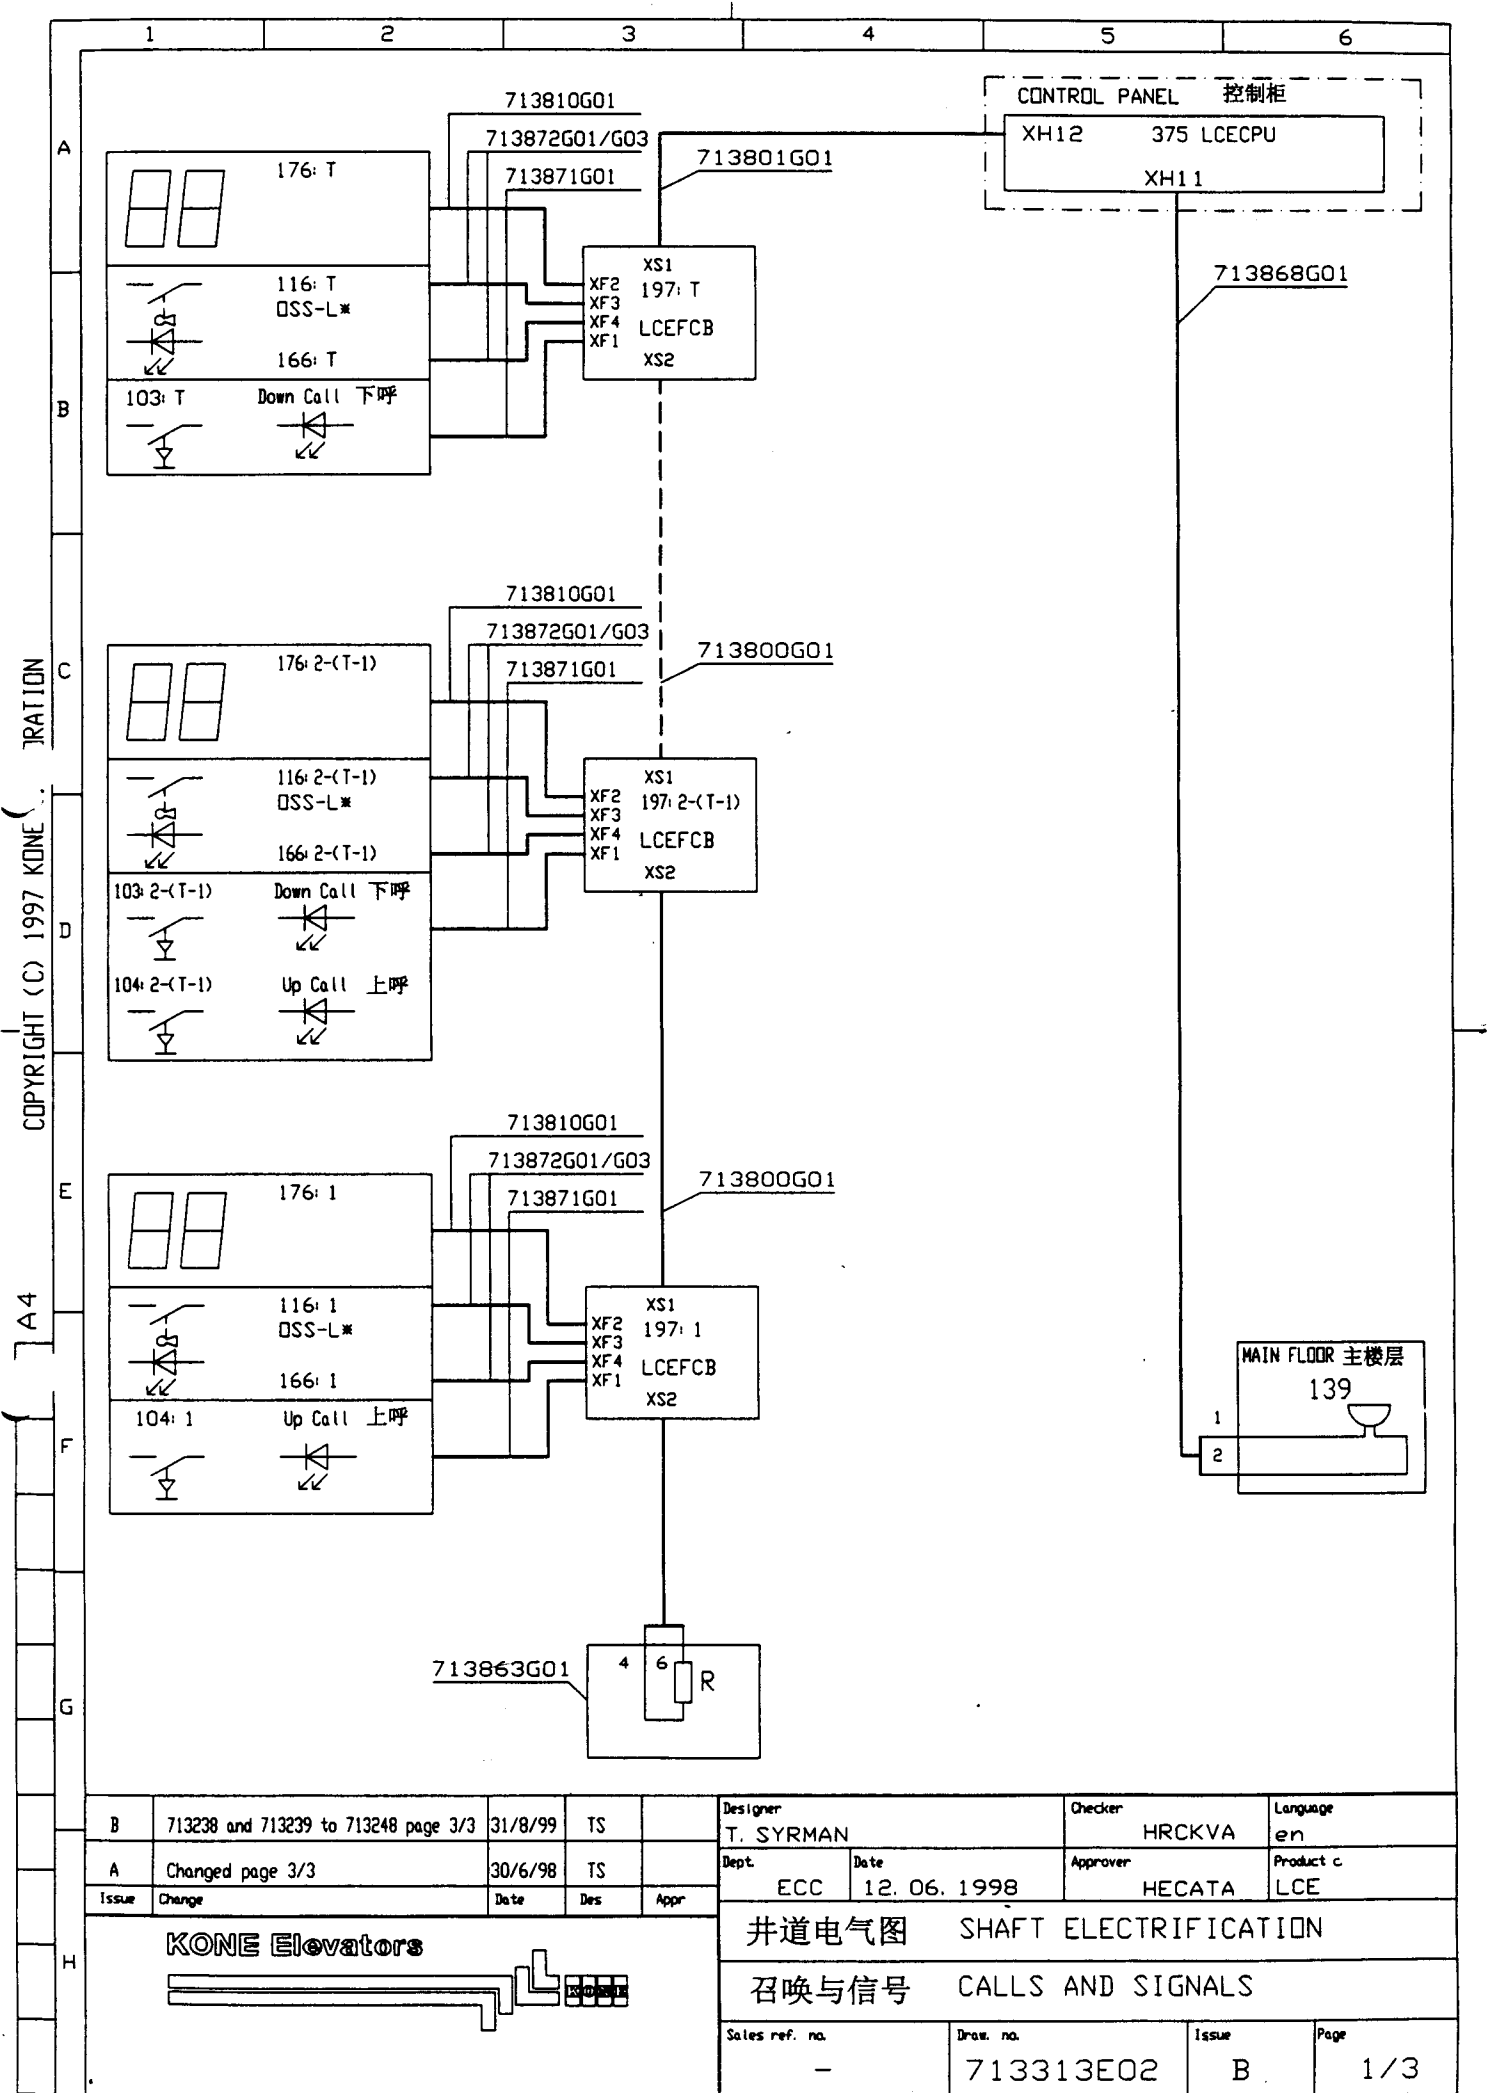 1 2 3 4 5 6
A
B
C
D
E
F
G
H
COPYRIGHT (C) 1997 KONE
RATION
A4
CONTROL PANEL 控制柜
XH12 375 LCECPU
XH11
713810G01
713872G01/G03
713871G01
713801G01
713868G01
176: T
116: T
OSS-L*
166: T
103: T Down Call 下呼
XS1
XF2 197: T
XF3
XF4 LCEFCB
XF1
XS2
713810G01
713872G01/G03
713871G01
713800G01
176: 2-(T-1)
116: 2-(T-1)
OSS-L*
166: 2-(T-1)
103: 2-(T-1) Down Call 下呼
104: 2-(T-1) Up Call 上呼
XS1
XF2 197: 2-(T-1)
XF3
XF4 LCEFCB
XF1
XS2
713810G01
713872G01/G03
713871G01
713800G01
176: 1
116: 1
OSS-L*
166: 1
104: 1 Up Call 上呼
XS1
XF2 197: 1
XF3
XF4 LCEFCB
XF1
XS2
MAIN FLOOR 主楼层
139
1
2
713863G01
4 6 R
B 713238 and 713239 to 713248 page 3/3 31/8/99 TS
A Changed page 3/3 30/6/98 TS
Issue Change Date Des Appr
KONE Elevators
KONE
Designer Checker Language
T. SYRMAN HRCKVA en
Dept. Date Approver Product c
ECC 12. 06. 1998 HECATA LCE
井道电气图 SHAFT ELECTRIFICATION
召唤与信号 CALLS AND SIGNALS
Sales ref. no. Draw. no. Issue Page
- 713313E02 B 1/3